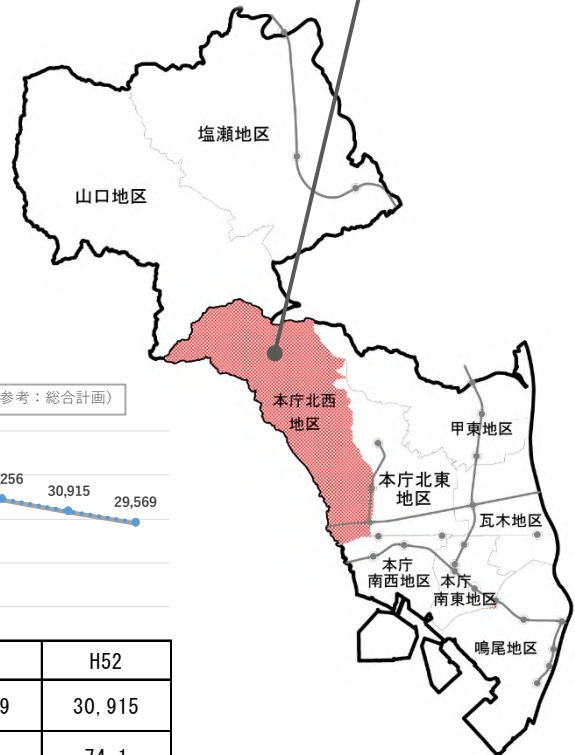 塩瀬地区
山口地区
参考：総合計画）
本庁北西
地区
甲東地区
本庁北東
地区
256
30,915
29,569
瓦木地区
本庁
南西地区
本庁
南東地区
鳴尾地区
H52
9
30,915